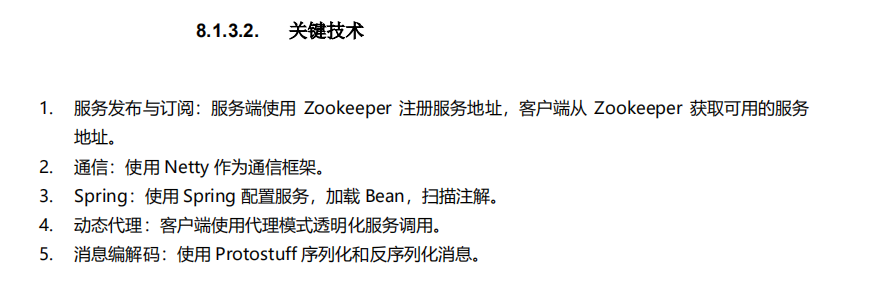 8.1.3.2. 关键技术
1. 服务发布与订阅：服务端使用 Zookeeper 注册服务地址，客户端从 Zookeeper 获取可用的服务
地址。
2. 通信：使用 Netty 作为通信框架。
3. Spring：使用 Spring 配置服务，加载 Bean，扫描注解。
4. 动态代理：客户端使用代理模式透明化服务调用。
5. 消息编解码：使用 Protostuff 序列化和反序列化消息。